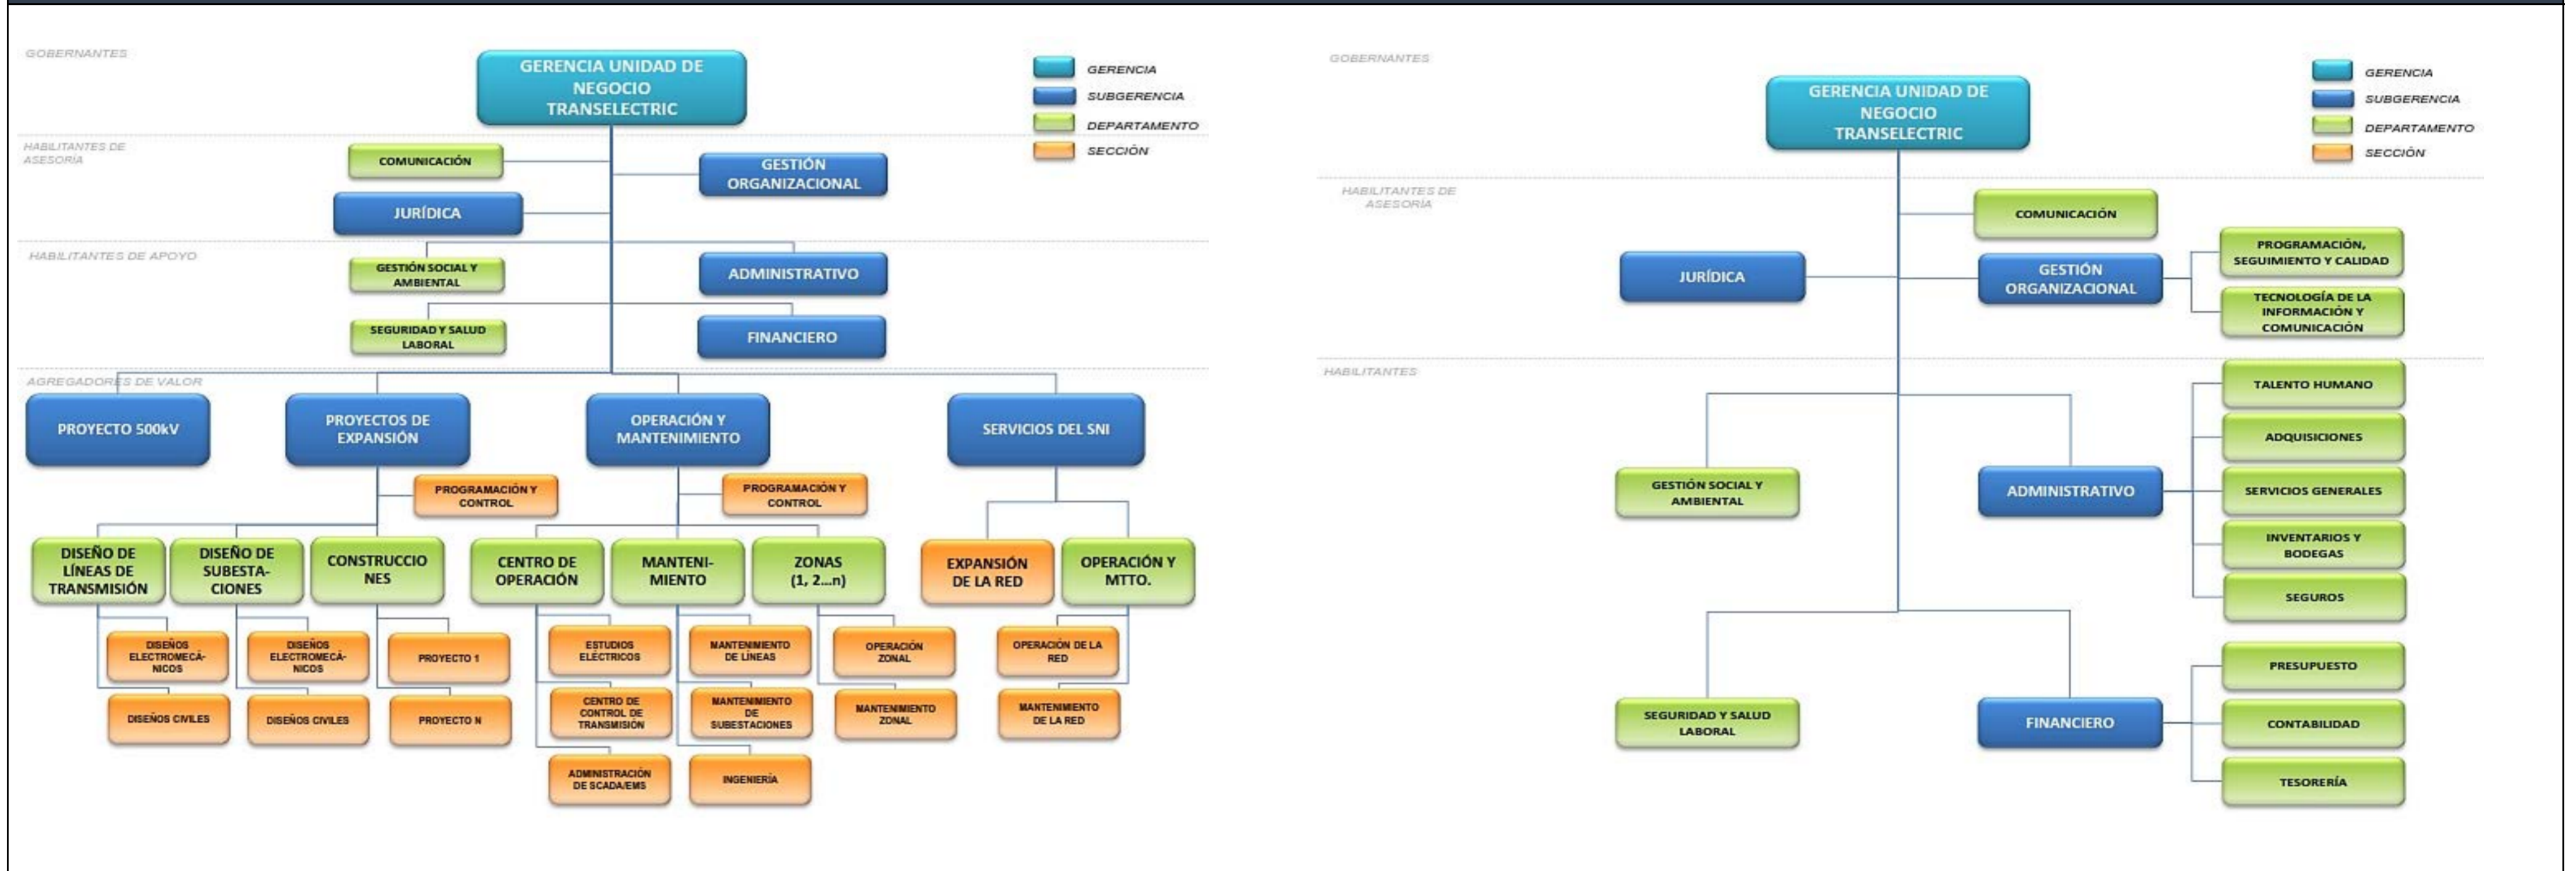 GOBERNANTES
GERENCIA UNIDAD DE
NEGOCIO
TRANSELECTRIC
GERENCIA
SUBGERENCIA
DEPARTAMENTO
SECCIÓN
HABILITANTES DE
ASESORÍA
COMUNICACIÓN
GESTIÓN
ORGANIZACIONAL
JURÍDICA
HABILITANTES DE APOYO
GESTIÓN SOCIAL Y
AMBIENTAL
ADMINISTRATIVO
SEGURIDAD Y SALUD
LABORAL
FINANCIERO
AGREGADORES DE VALOR
PROYECTO 500kV
PROYECTOS DE
EXPANSIÓN
OPERACIÓN Y
MANTENIMIENTO
SERVICIOS DEL SNI
PROGRAMACIÓN Y
CONTROL
PROGRAMACIÓN Y
CONTROL
DISEÑO DE
LÍNEAS DE
TRANSMISIÓN
DISEÑO DE
SUBESTA-
CIONES
CONSTRUCCIO
NES
CENTRO DE
OPERACIÓN
MANTENI-
MIENTO
ZONAS
(1, 2...n)
EXPANSIÓN
DE LA RED
OPERACIÓN Y
MTTO.
DISEÑOS
ELECTROMECÁ-
NICOS
DISEÑOS
ELECTROMECÁ-
NICOS
PROYECTO 1
ESTUDIOS
ELÉCTRICOS
MANTENIMIENTO
DE LÍNEAS
OPERACIÓN
ZONAL
OPERACIÓN DE LA
RED
DISEÑOS CIVILES
DISEÑOS CIVILES
PROYECTO N
CENTRO DE
CONTROL DE
TRANSMISIÓN
MANTENIMIENTO
DE
SUBESTACIONES
MANTENIMIENTO
ZONAL
MANTENIMIENTO
DE LA RED
ADMINISTRACIÓN
DE SCADA/EMS
INGENIERÍA
GOBERNANTES
GERENCIA UNIDAD DE
NEGOCIO
TRANSELECTRIC
GERENCIA
SUBGERENCIA
DEPARTAMENTO
SECCIÓN
HABILITANTES DE
ASESORÍA
COMUNICACIÓN
JURÍDICA
GESTIÓN
ORGANIZACIONAL
PROGRAMACIÓN,
SEGUIMIENTO Y CALIDAD
TECNOLOGÍA DE LA
INFORMACIÓN Y
COMUNICACIÓN
HABILITANTES
GESTIÓN SOCIAL Y
AMBIENTAL
ADMINISTRATIVO
TALENTO HUMANO
ADQUISICIONES
SERVICIOS GENERALES
INVENTARIOS Y
BODEGAS
SEGUROS
SEGURIDAD Y SALUD
LABORAL
FINANCIERO
PRESUPUESTO
CONTABILIDAD
TESORERÍA